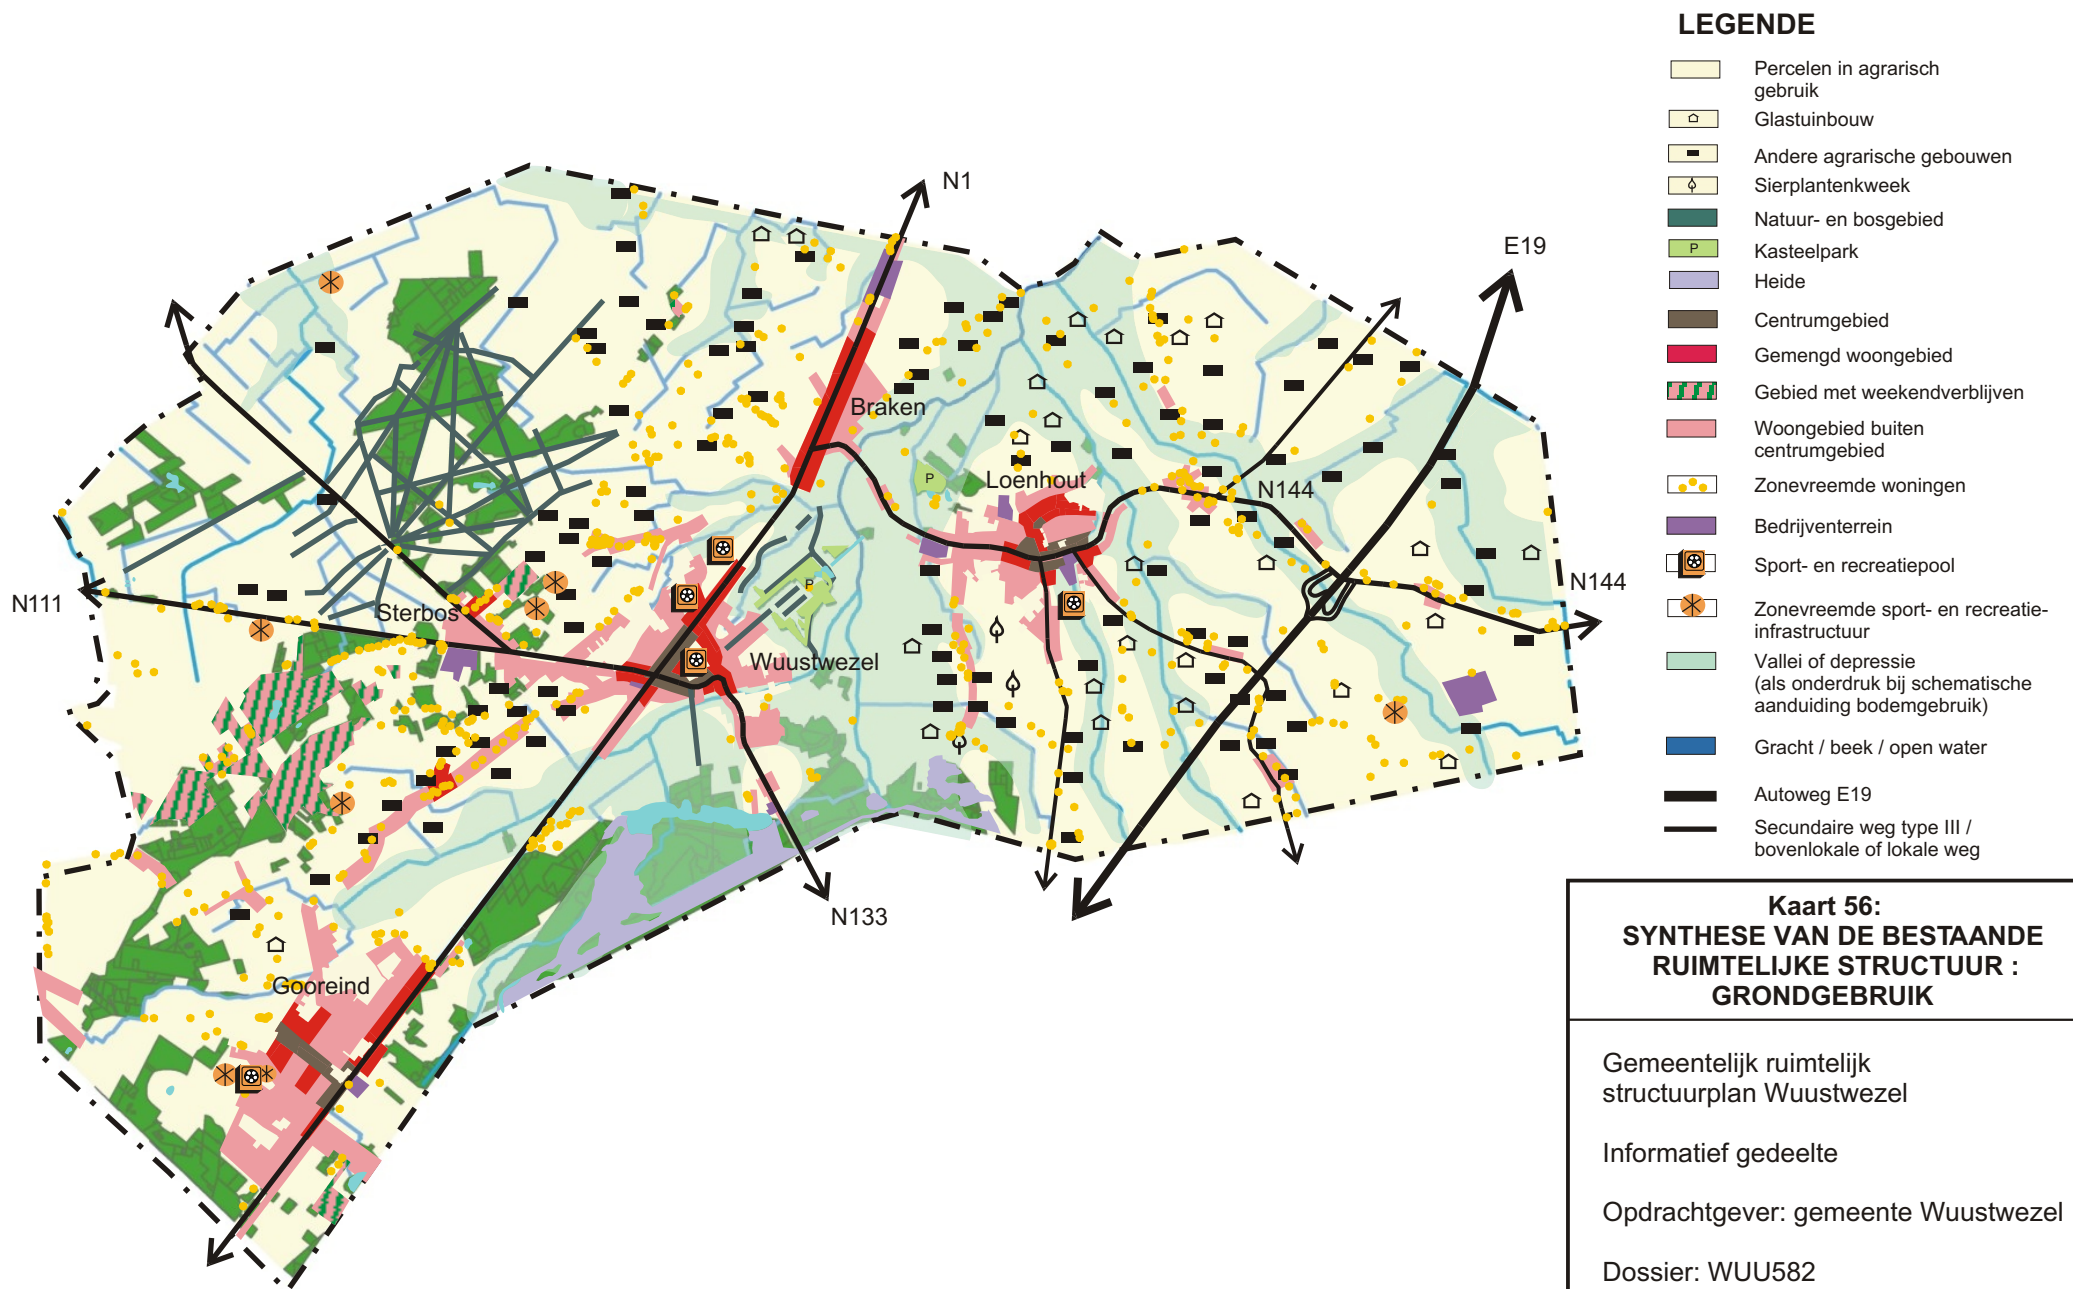 LEGENDE
Percelen in agrarisch
gebruik
Glastuinbouw
Andere agrarische gebouwen
Sierplantenkweek
Natuur- en bosgebied
P
Kasteelpark
Heide
Centrumgebied
Gemengd woongebied
Gebied met weekendverblijven
Woongebied buiten
centrumgebied
Zonevreemde woningen
Bedrijventerrein
Sport- en recreatiepool
Zonevreemde sport- en recreatie-
infrastructuur
Vallei of depressie
(als onderdruk bij schematische
aanduiding bodemgebruik)
Gracht / beek / open water
Autoweg E19
Secundaire weg type III /
bovenlokale of lokale weg
N1
E19
Braken
P
Loenhout
N144
N144
N111
Sterbos
P
Wuustwezel
N133
Gooreind
Kaart 56:
SYNTHESE VAN DE BESTAANDE
RUIMTELIJKE STRUCTUUR :
GRONDGEBRUIK
Gemeentelijk ruimtelijk
structuurplan Wuustwezel
Informatief gedeelte
Opdrachtgever: gemeente Wuustwezel
Dossier: WUU582